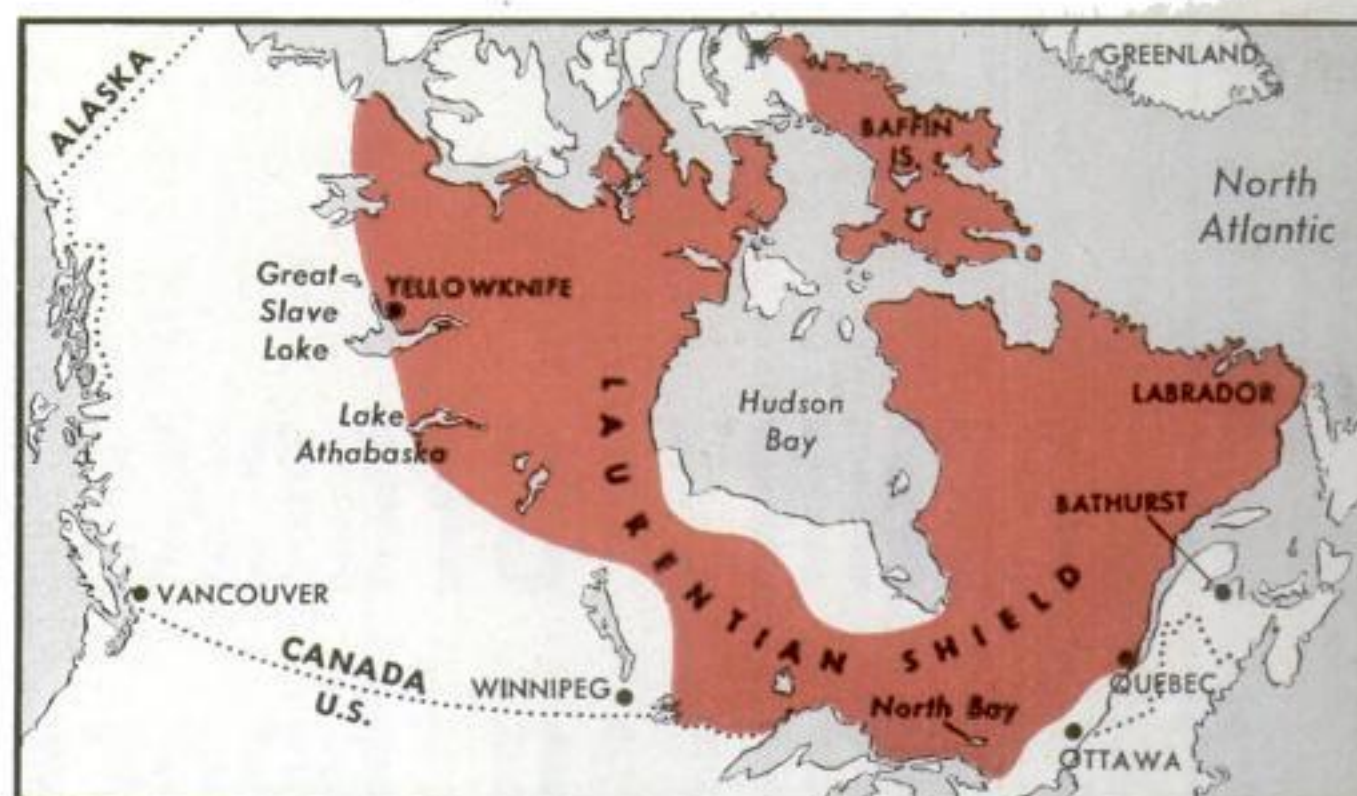 ALASKA
GREENLAND
BAFFIN
IS.
North
Atlantic
Great
Slave
Lake
YELLOWKNIFE
Lake
Athabaska
Hudson
Bay
LABRADOR
BATHURST
LAURENTIAN SHIELD
VANCOUVER
CANADA
U.S.
WINNIPEG
North Bay
QUEBEC
OTTAWA